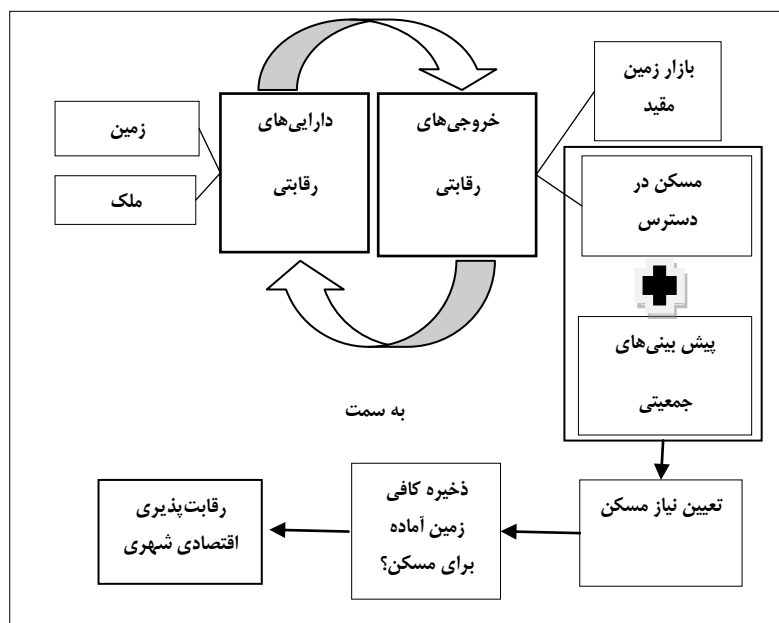 بازار زمین
مقید
خروجی‌های
رقابتی
دارایی‌های
رقابتی
زمین
ملک
مسکن در
دسترس
پیش بینی‌های
جمعیتی
به سمت
تعیین نیاز مسکن
ذخیره کافی
زمین آماده
برای مسکن؟
رقابت‌پذیری
اقتصادی شهری